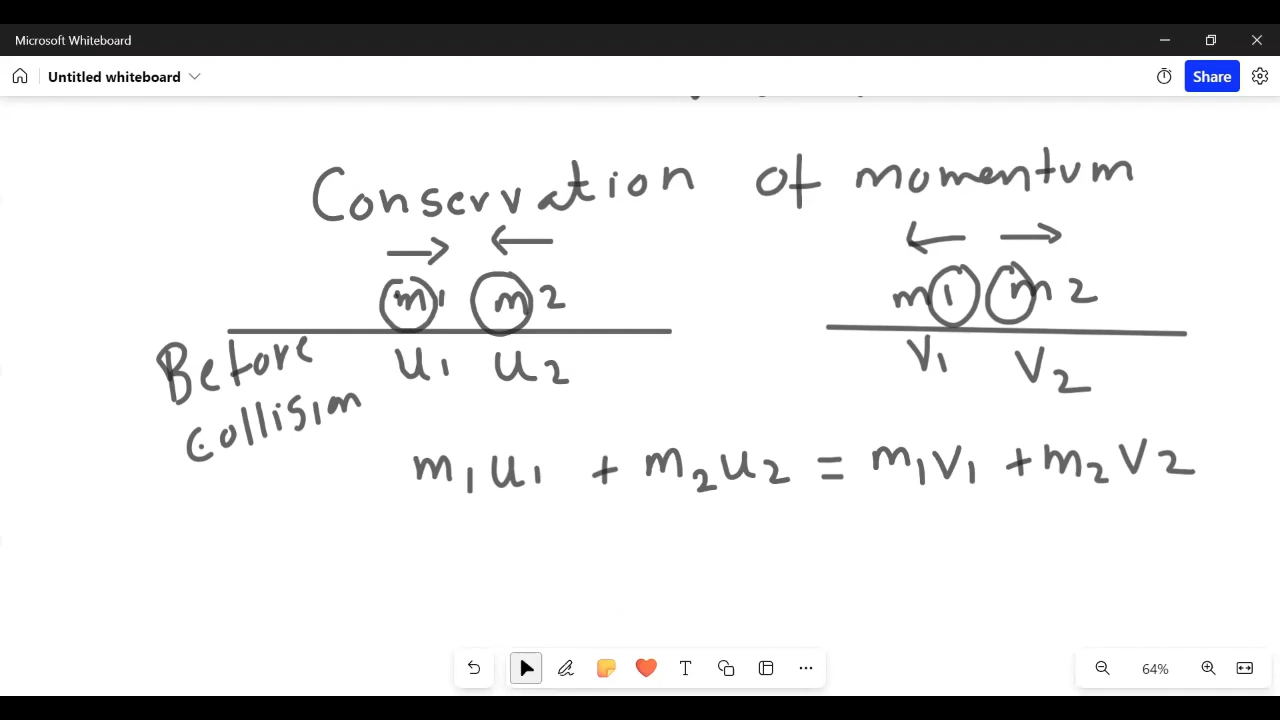 Microsoft Whiteboard
Untitled whiteboard
Share
Conservation of momentum
m1 m2 m1 m2
u1 u2 v1 v2
Before
collision
m1u1 + m2u2 = m1v1 + m2v2
T
64%